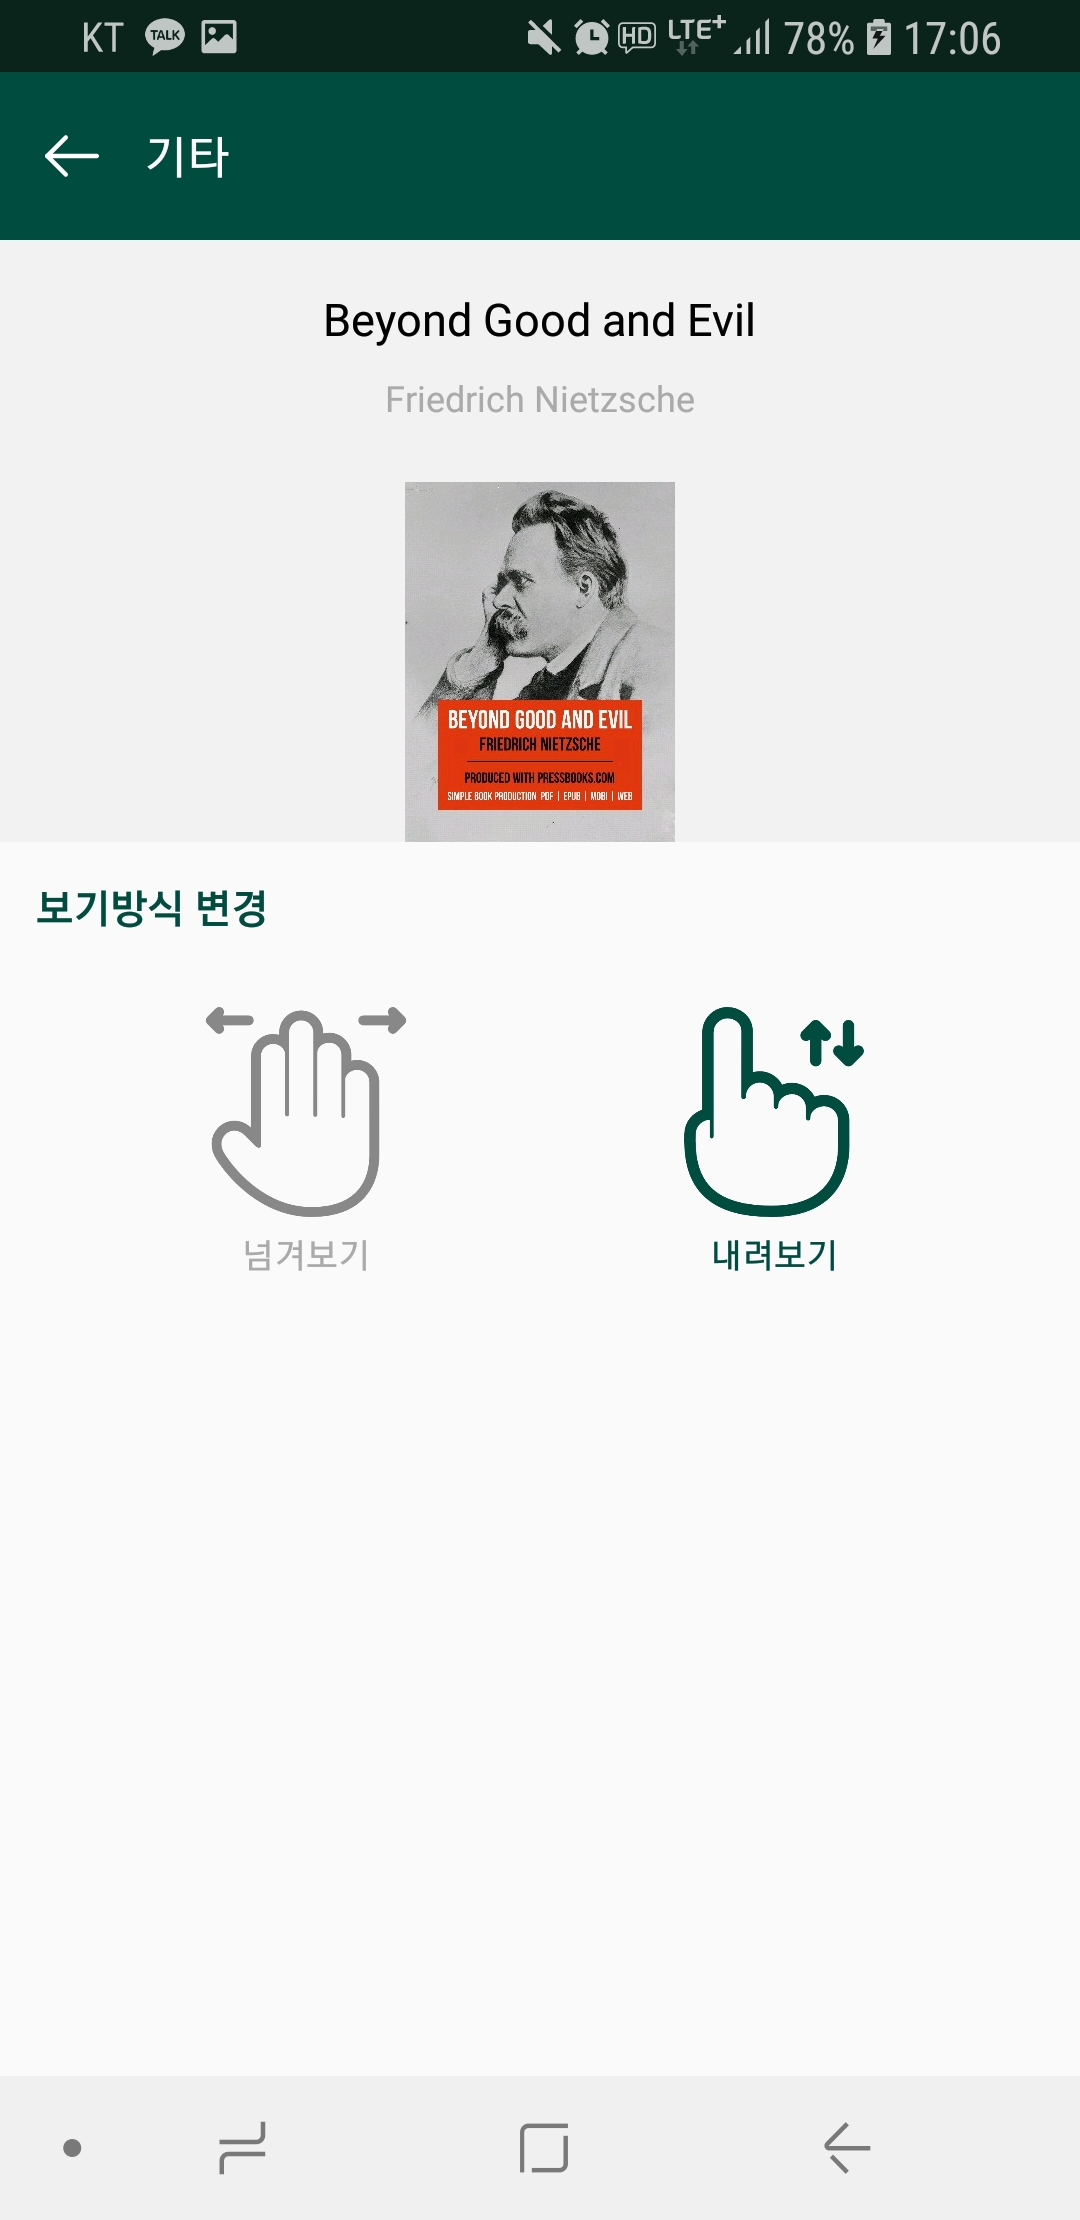 KT TALK HD LTE+ 78% 17:06
기타
Beyond Good and Evil
Friedrich Nietzsche
BEYOND GOOD AND EVIL
FRIEDRICH NIETZSCHE
PRODUCED WITH PRESSBOOKS.COM
SIMPLE BOOK PRODUCTION PDF | EPUB | MOBI | WEB
보기방식 변경
넘겨보기 내려보기